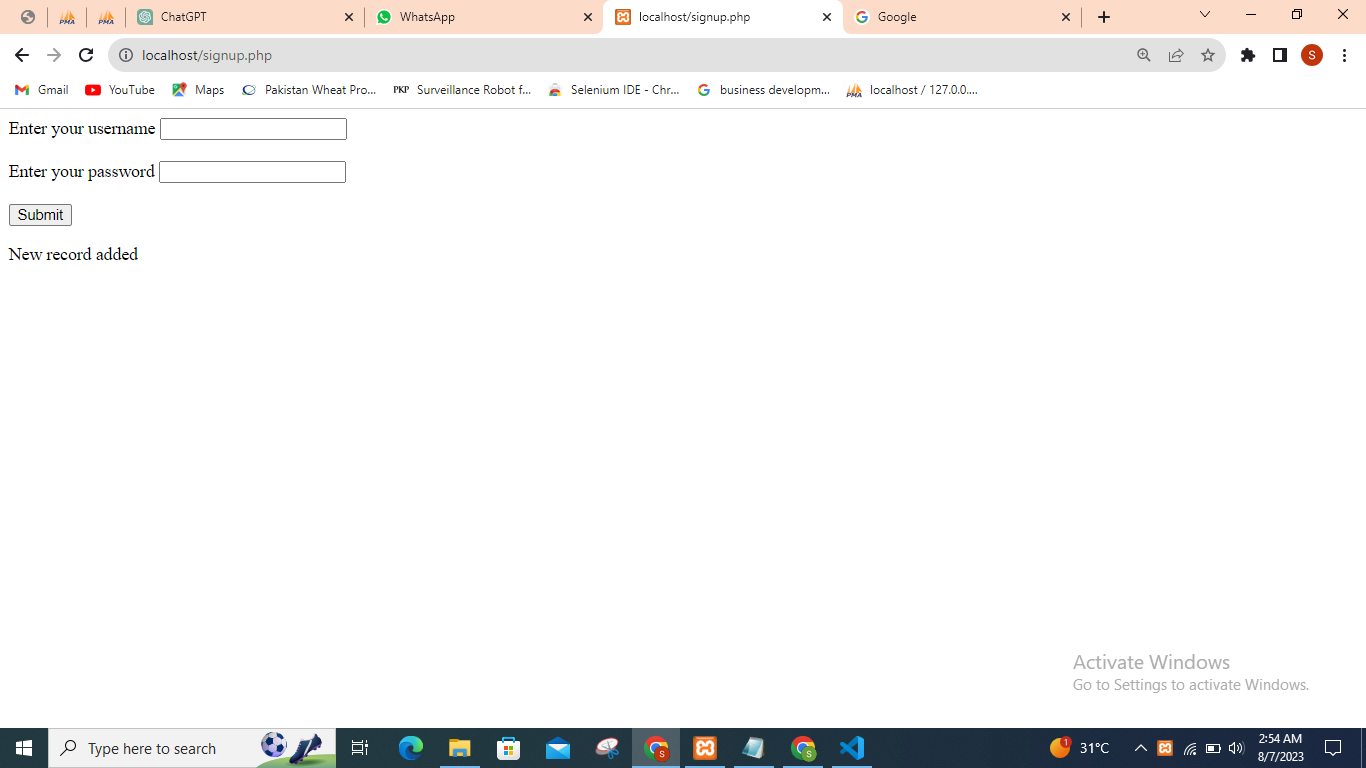 ChatGPT
WhatsApp
localhost/signup.php
Google
localhost/signup.php
S
Gmail
YouTube
Maps
Pakistan Wheat Pro...
PKP Surveillance Robot f...
Selenium IDE - Chr...
business developm...
localhost / 127.0.0....
Enter your username
Enter your password
Submit
New record added
Activate Windows
Go to Settings to activate Windows.
Type here to search
S
S
1
31°C
2:54 AM
8/7/2023